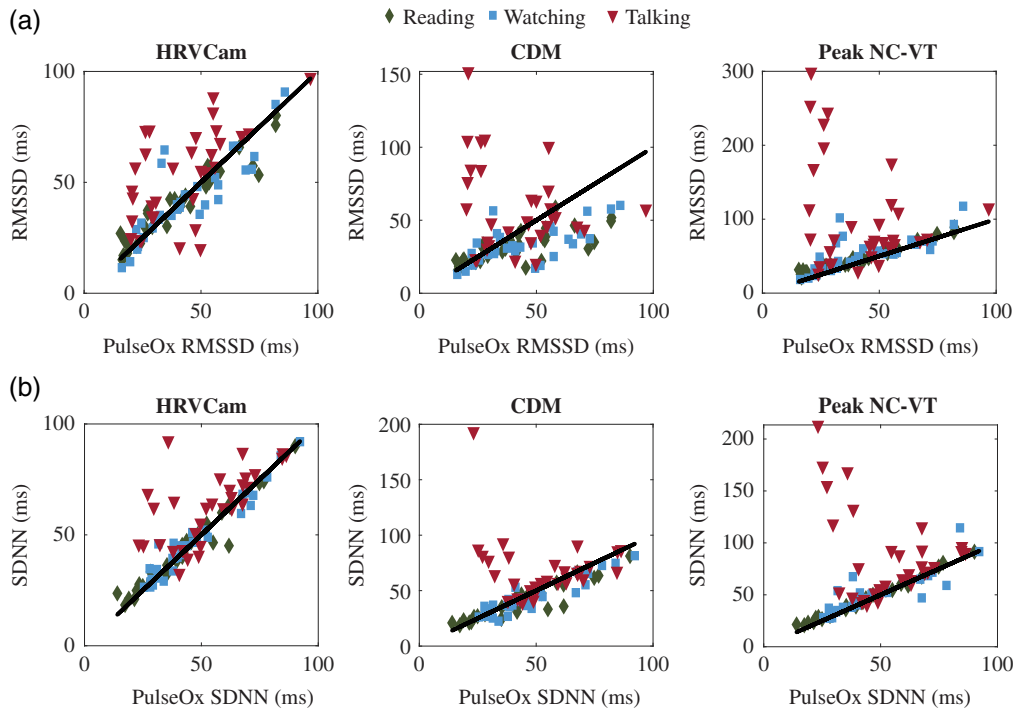 (a)
Reading Watching Talking
HRVCam CDM Peak NC-VT
RMSSD (ms) RMSSD (ms) RMSSD (ms)
100 150 300
50 100 200
50 100
0 0 0
0 50 100 0 50 100 0 50 100
PulseOx RMSSD (ms) PulseOx RMSSD (ms) PulseOx RMSSD (ms)
(b)
HRVCam CDM Peak NC-VT
SDNN (ms) SDNN (ms) SDNN (ms)
100 200 200
150 150
50 100 100
50 50
0 0 0
0 50 100 0 50 100 0 50 100
PulseOx SDNN (ms) PulseOx SDNN (ms) PulseOx SDNN (ms)